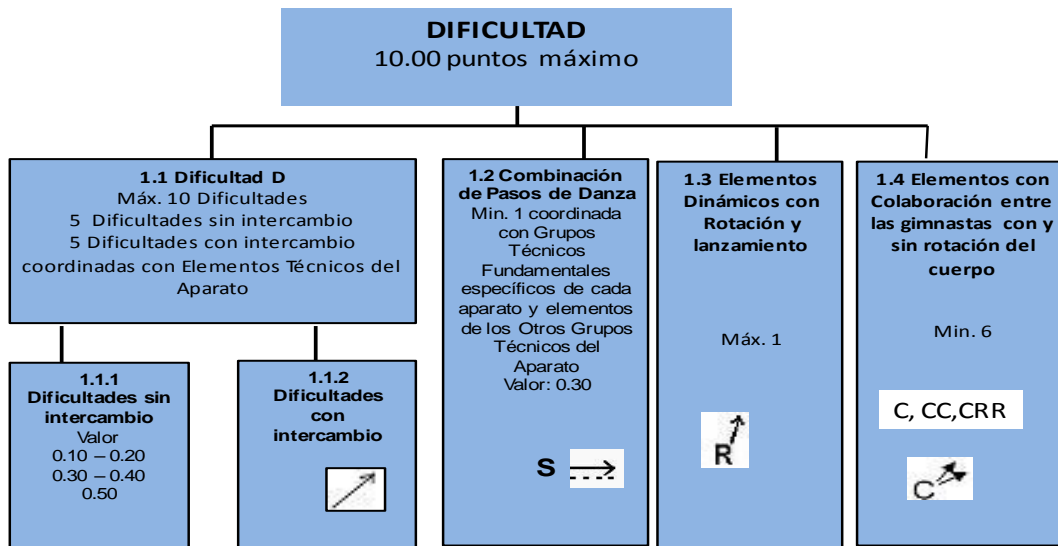 DIFICULTAD
10.00 puntos máximo
1.1 Dificultad D
Máx. 10 Dificultades
5 Dificultades sin intercambio
5 Dificultades con intercambio
coordinadas con Elementos Técnicos del
Aparato
1.1.1
Dificultades sin
intercambio
Valor
0.10 – 0.20
0.30 – 0.40
0.50
1.1.2
Dificultades
con
intercambio
1.2 Combinación
de Pasos de Danza
Min. 1 coordinada
con Grupos
Técnicos
Fundamentales
específicos de cada
aparato y elementos
de los Otros Grupos
Técnicos del
Aparato
Valor: 0.30
S
1.3 Elementos
Dinámicos con
Rotación y
lanzamiento
Máx. 1
R
1.4 Elementos con
Colaboración entre
las gimnastas con y
sin rotación del
cuerpo
Min. 6
C, CC,CRR
C